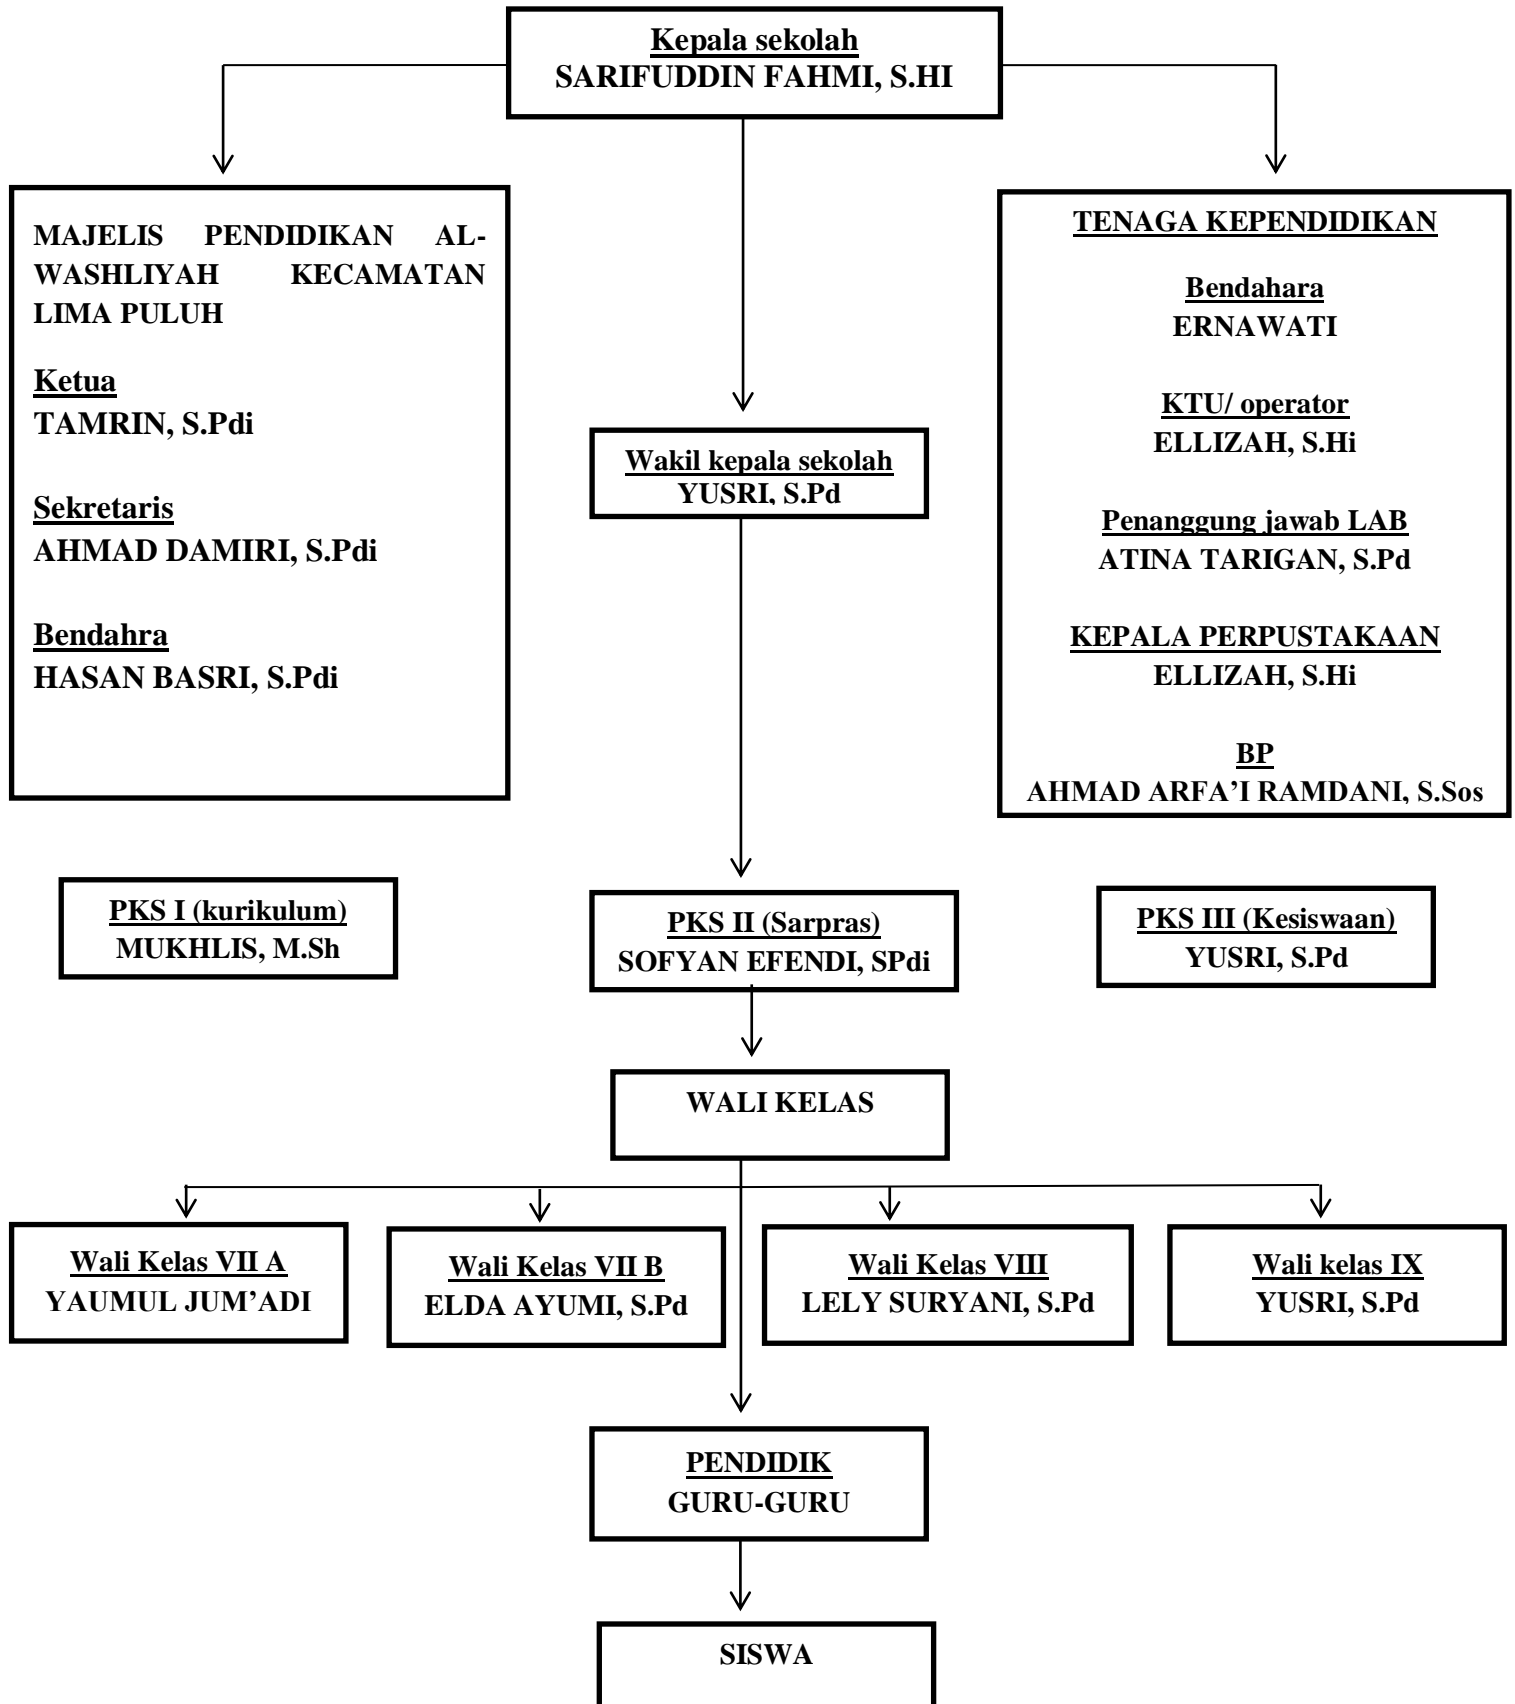 Kepala sekolah
SARIFUDDIN FAHMI, S.HI
MAJELIS PENDIDIKAN AL-
WASHLIYAH KECAMATAN
LIMA PULUH
Ketua
TAMRIN, S.Pdi
Sekretaris
AHMAD DAMIRI, S.Pdi
Bendahra
HASAN BASRI, S.Pdi
Wakil kepala sekolah
YUSRI, S.Pd
TENAGA KEPENDIDIKAN
Bendahara
ERNAWATI
KTU/ operator
ELLIZAH, S.Hi
Penanggung jawab LAB
ATINA TARIGAN, S.Pd
KEPALA PERPUSTAKAAN
ELLIZAH, S.Hi
BP
AHMAD ARFA’I RAMDANI, S.Sos
PKS I (kurikulum)
MUKHLIS, M.Sh
PKS II (Sarpras)
SOFYAN EFENDI, SPdi
PKS III (Kesiswaan)
YUSRI, S.Pd
WALI KELAS
Wali Kelas VII A
YAUMUL JUM’ADI
Wali Kelas VII B
ELDA AYUMI, S.Pd
Wali Kelas VIII
LELY SURYANI, S.Pd
Wali kelas IX
YUSRI, S.Pd
PENDIDIK
GURU-GURU
SISWA